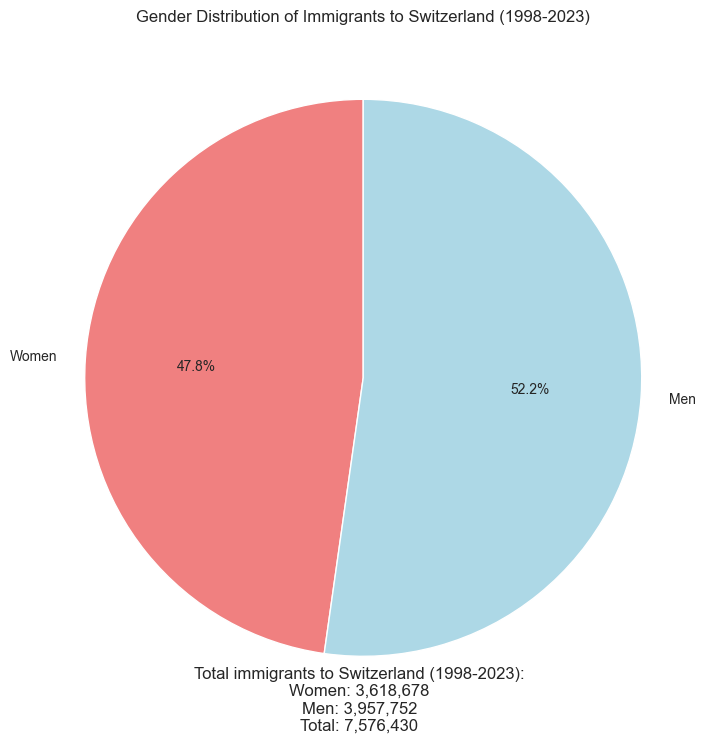 Gender Distribution of Immigrants to Switzerland (1998-2023)
Women
47.8%
52.2%
Men
Total immigrants to Switzerland (1998-2023):
Women: 3,618,678
Men: 3,957,752
Total: 7,576,430